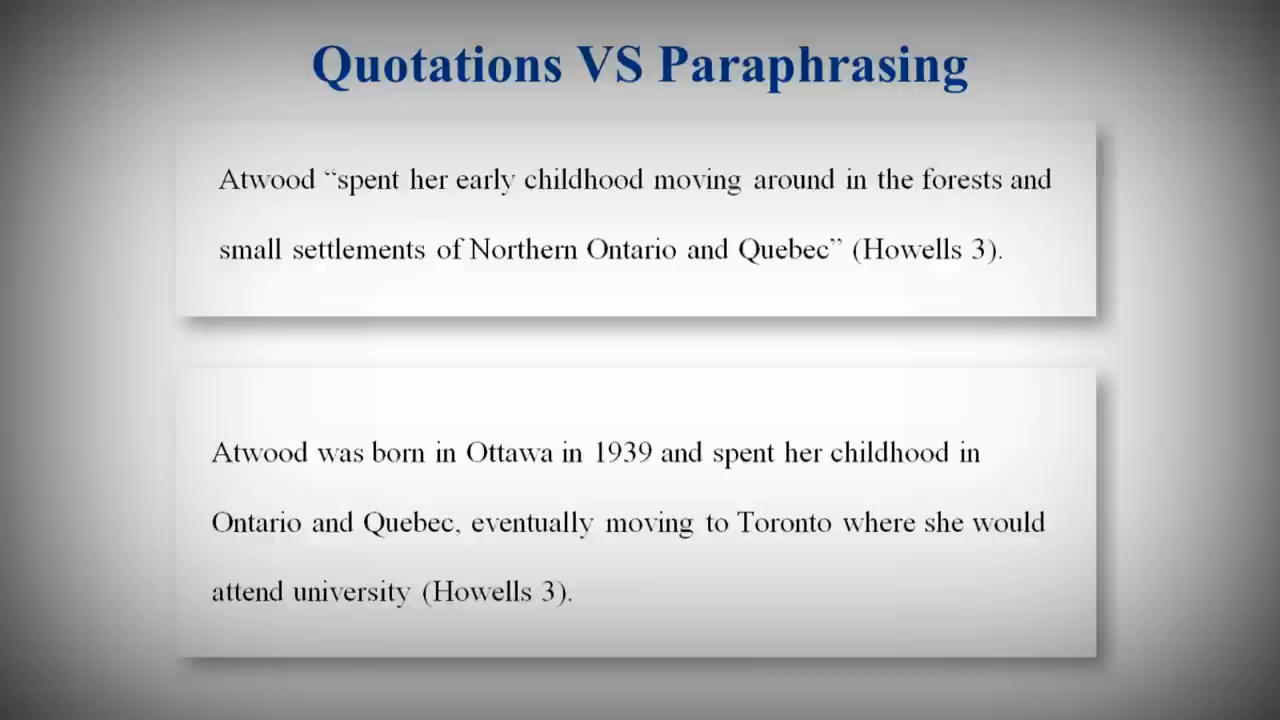 Quotations VS Paraphrasing
Atwood “spent her early childhood moving around in the forests and
small settlements of Northern Ontario and Quebec” (Howells 3).
Atwood was born in Ottawa in 1939 and spent her childhood in
Ontario and Quebec, eventually moving to Toronto where she would
attend university (Howells 3).